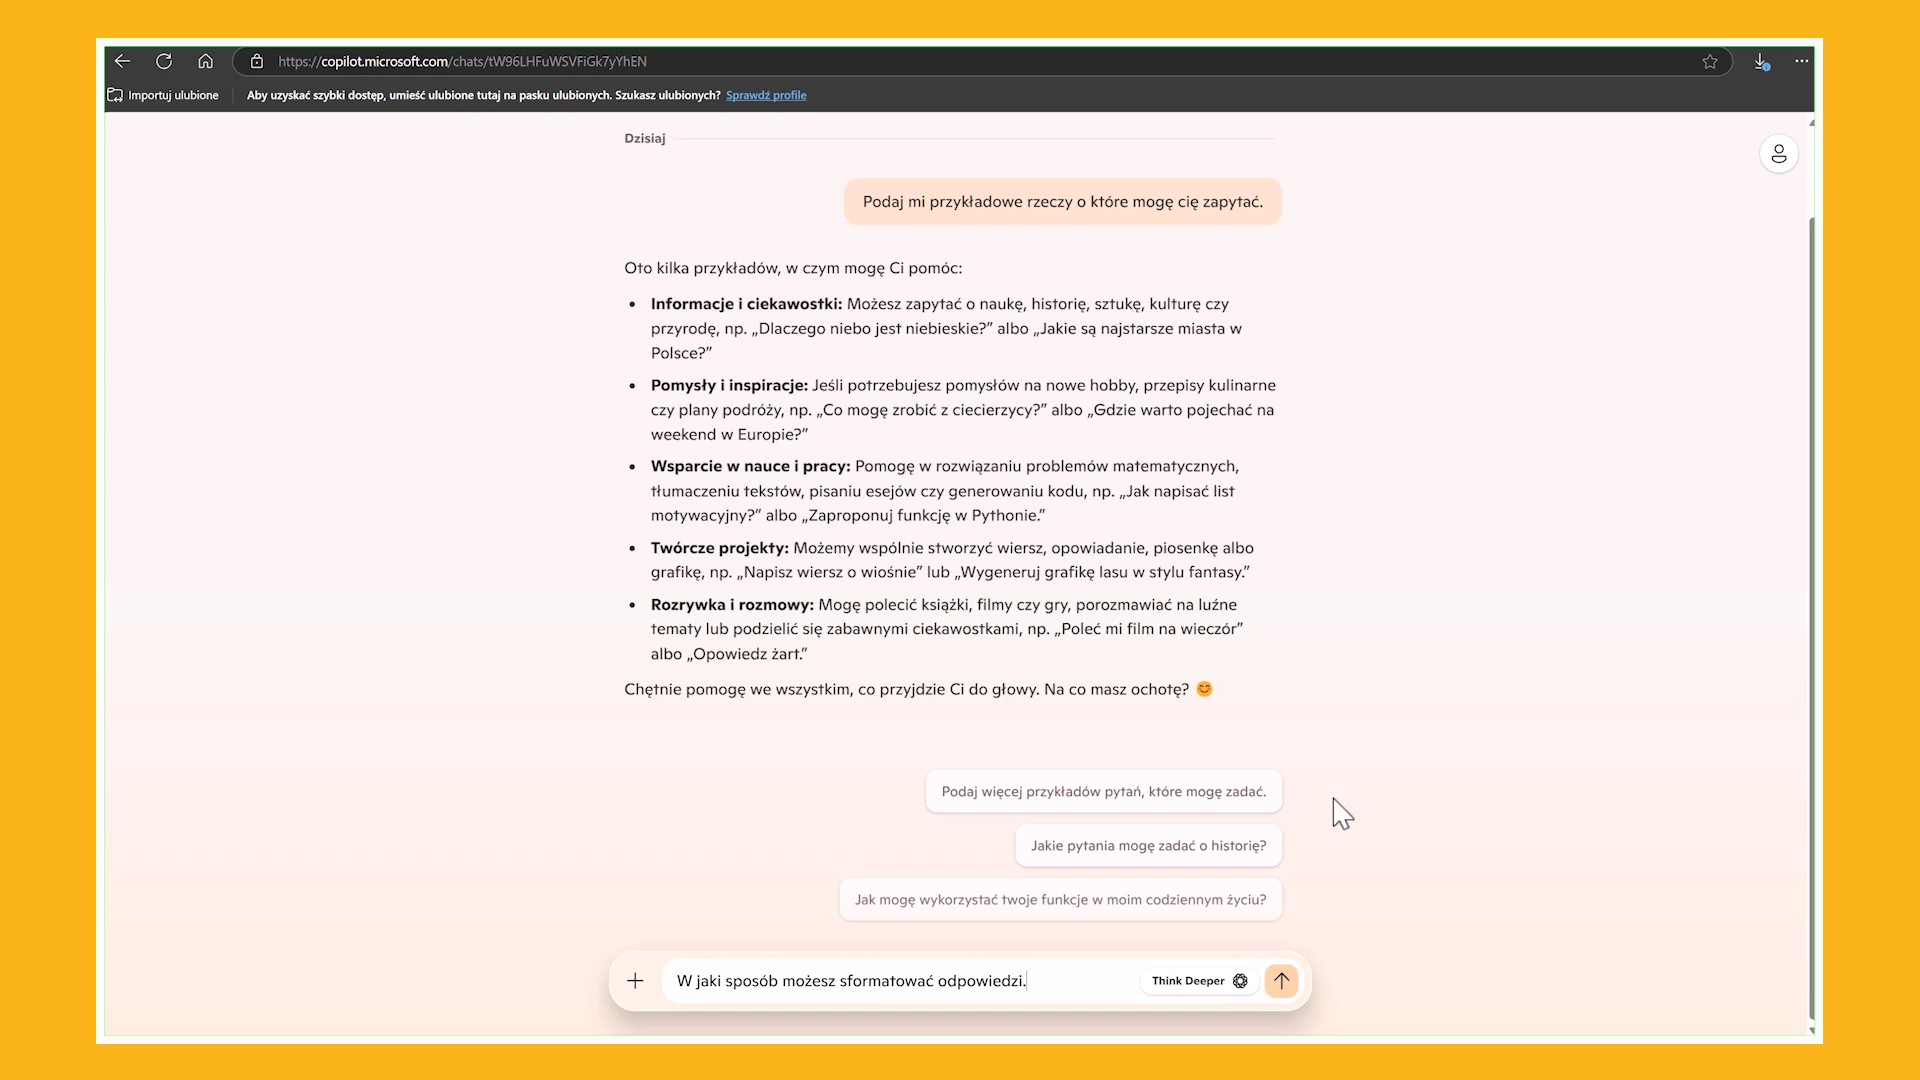 https://copilot.microsoft.com/chats/tW96LHFuWSVFiGk7yYhEN
Importuj ulubione
Aby uzyskać szybki dostęp, umieść ulubione tutaj na pasku ulubionych. Szukasz ulubionych? Sprawdź profile
Dzisiaj
Podaj mi przykładowe rzeczy o które mogę cię zapytać.
Oto kilka przykładów, w czym mogę Ci pomóc:
• Informacje i ciekawostki: Możesz zapytać o naukę, historię, sztukę, kulturę czy
przyrodę, np. „Dlaczego niebo jest niebieskie?” albo „Jakie są najstarsze miasta w
Polsce?”
• Pomysły i inspiracje: Jeśli potrzebujesz pomysłów na nowe hobby, przepisy kulinarne
czy plany podróży, np. „Co mogę zrobić z ciecierzycy?” albo „Gdzie warto pojechać na
weekend w Europie?”
• Wsparcie w nauce i pracy: Pomogę w rozwiązaniu problemów matematycznych,
tłumaczeniu tekstów, pisaniu esejów czy generowaniu kodu, np. „Jak napisać list
motywacyjny?” albo „Zaproponuj funkcję w Pythonie.”
• Twórcze projekty: Możemy wspólnie stworzyć wiersz, opowiadanie, piosenkę albo
grafikę, np. „Napisz wiersz o wiośnie” lub „Wygeneruj grafikę lasu w stylu fantasy.”
• Rozrywka i rozmowy: Mogę polecić książki, filmy czy gry, porozmawiać na luźne
tematy lub podzielić się zabawnymi ciekawostkami, np. „Poleć mi film na wieczór”
albo „Opowiedz żart.”
Chętnie pomogę we wszystkim, co przyjdzie Ci do głowy. Na co masz ochotę? 😊
Podaj więcej przykładów pytań, które mogę zadać.
Jakie pytania mogę zadać o historię?
Jak mogę wykorzystać twoje funkcje w moim codziennym życiu?
W jaki sposób możesz sformatować odpowiedzi.
Think Deeper